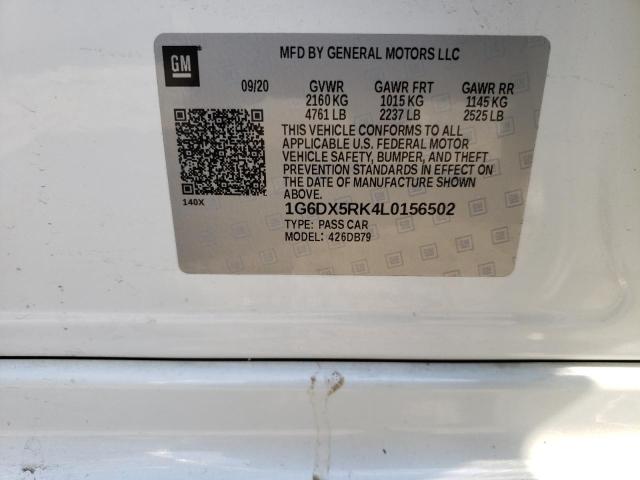 GM
MFD BY GENERAL MOTORS LLC
09/20 GVWR GAWR FRT GAWR RR
2160 KG 1015 KG 1145 KG
4761 LB 2237 LB 2525 LB
THIS VEHICLE CONFORMS TO ALL
APPLICABLE U.S. FEDERAL MOTOR
VEHICLE SAFETY, BUMPER, AND THEFT
PREVENTION STANDARDS IN EFFECT ON
THE DATE OF MANUFACTURE SHOWN
ABOVE.
140X
1G6DX5RK4L0156502
TYPE: PASS CAR
MODEL: 426DB79